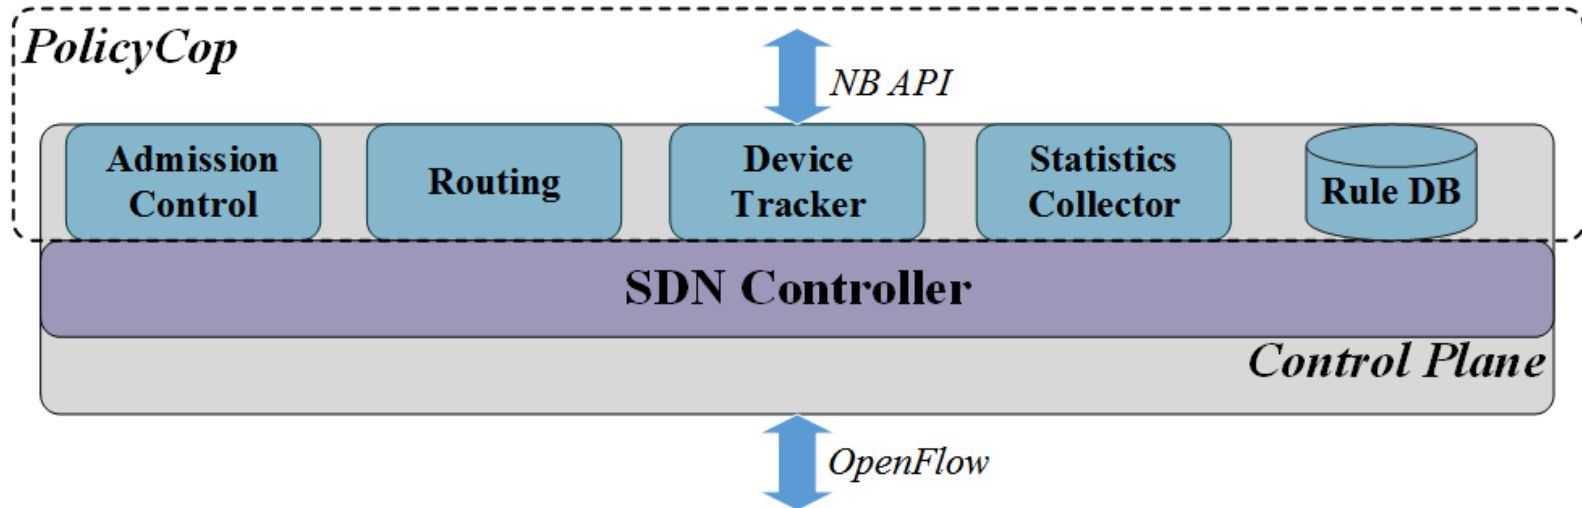 PolicyCop
NB API
Admission
Control
Routing
Device
Tracker
Statistics
Collector
Rule DB
SDN Controller
Control Plane
OpenFlow